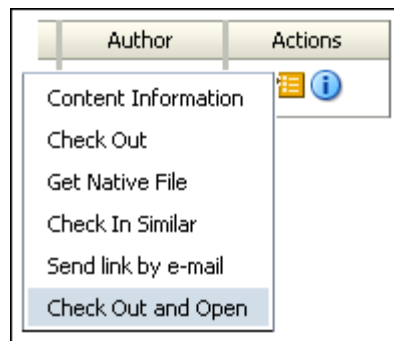 Author Actions
Content Information
Check Out
Get Native File
Check In Similar
Send link by e-mail
Check Out and Open